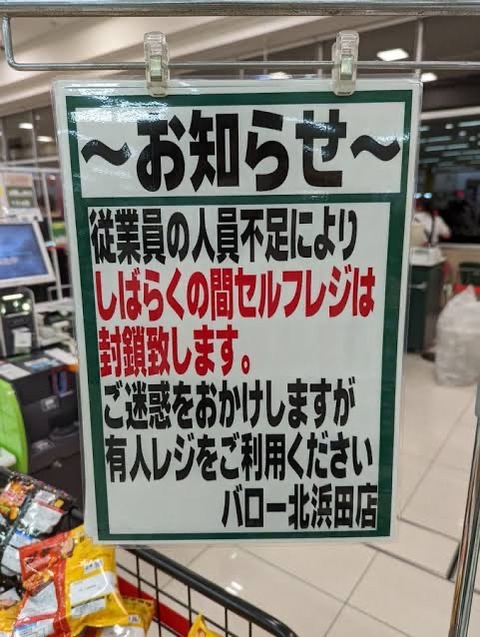 ～お知らせ～
従業員の人員不足により
しばらくの間セルフレジは
封鎖致します。
ご迷惑をおかけしますが
有人レジをご利用ください
バロー北浜田店